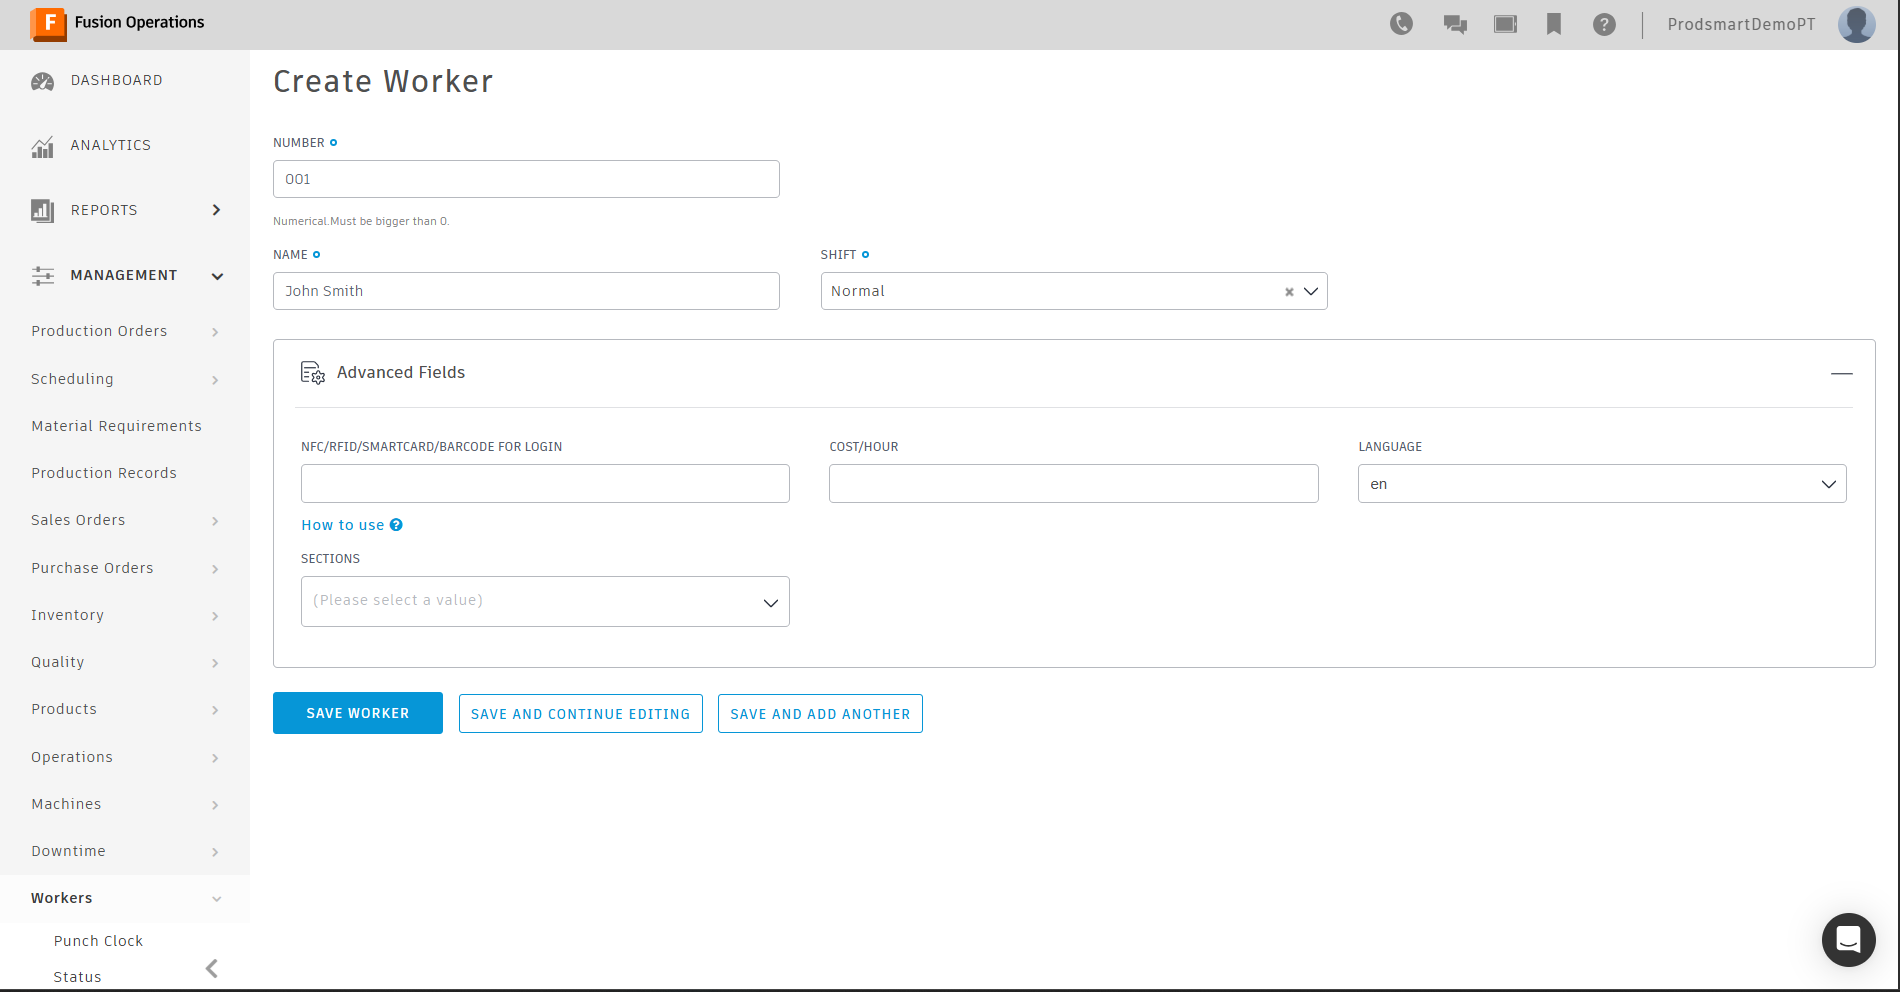 F Fusion Operations
? ProdsmartDemoPT
DASHBOARD
ANALYTICS
REPORTS
MANAGEMENT
Production Orders
Scheduling
Material Requirements
Production Records
Sales Orders
Purchase Orders
Inventory
Quality
Products
Operations
Machines
Downtime
Workers
Punch Clock
Status
Create Worker
NUMBER
001
Numerical.Must be bigger than 0.
NAME
John Smith
SHIFT
Normal
Advanced Fields
NFC/RFID/SMARTCARD/BARCODE FOR LOGIN
COST/HOUR
LANGUAGE
en
How to use ?
SECTIONS
(Please select a value)
SAVE WORKER
SAVE AND CONTINUE EDITING
SAVE AND ADD ANOTHER